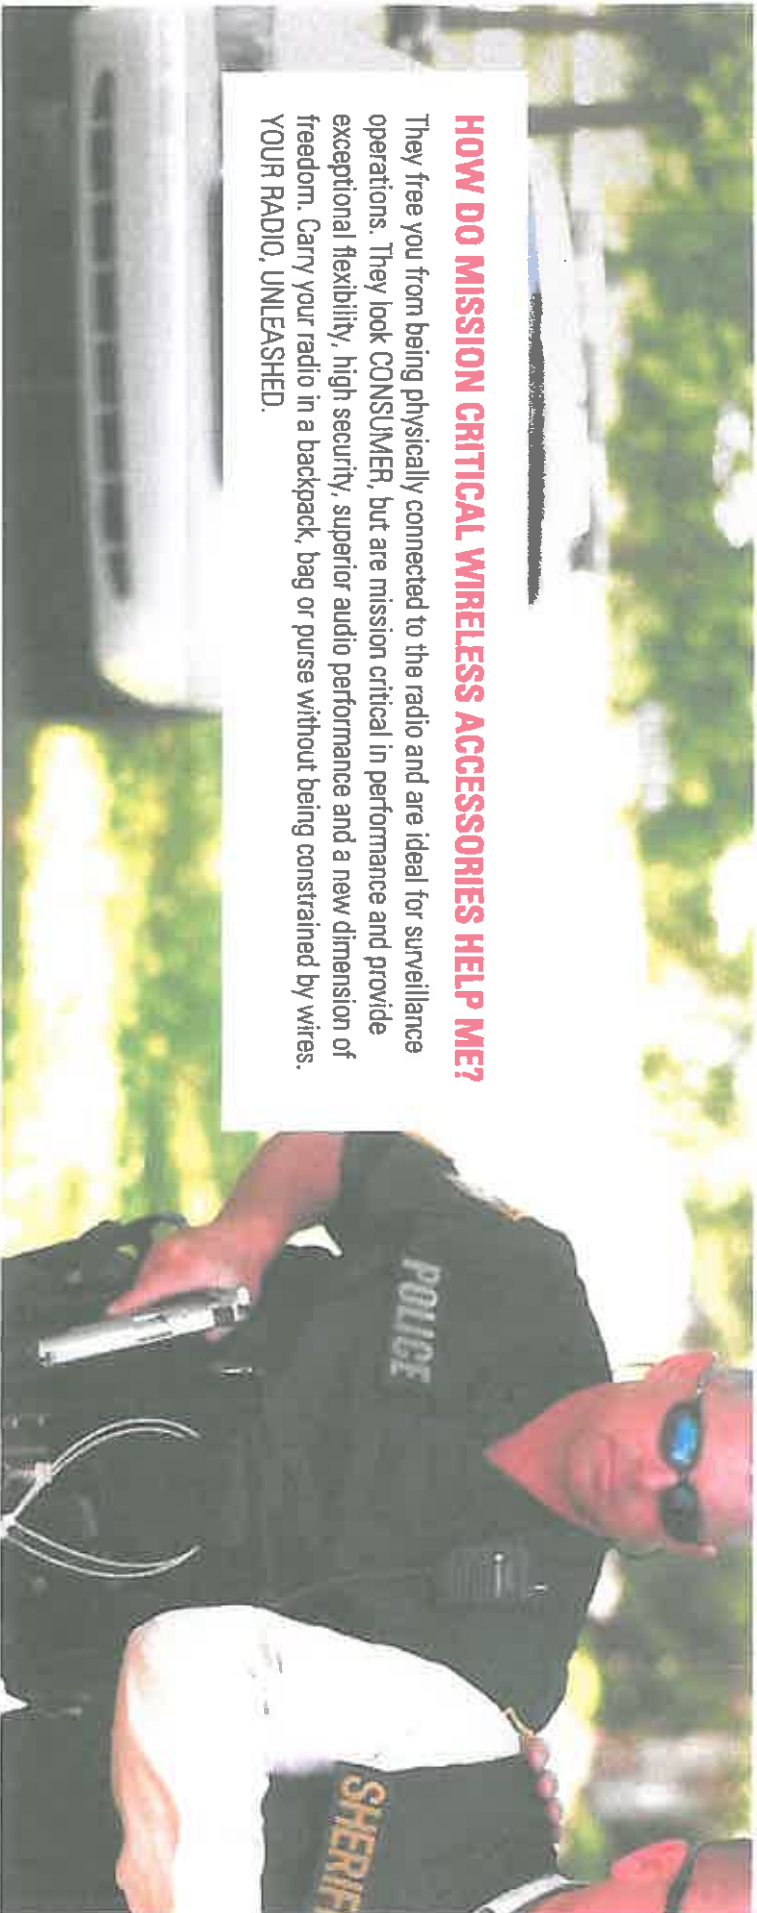 HOW DO MISSION CRITICAL WIRELESS ACCESSORIES HELP ME?
They free you from being physically connected to the radio and are ideal for surveillance
operations. They look CONSUMER, but are mission critical in performance and provide
exceptional flexibility, high security, superior audio performance and a new dimension of
freedom. Carry your radio in a backpack, bag or purse without being constrained by wires.
YOUR RADIO, UNLEASHED.
POLICE
SHERIF